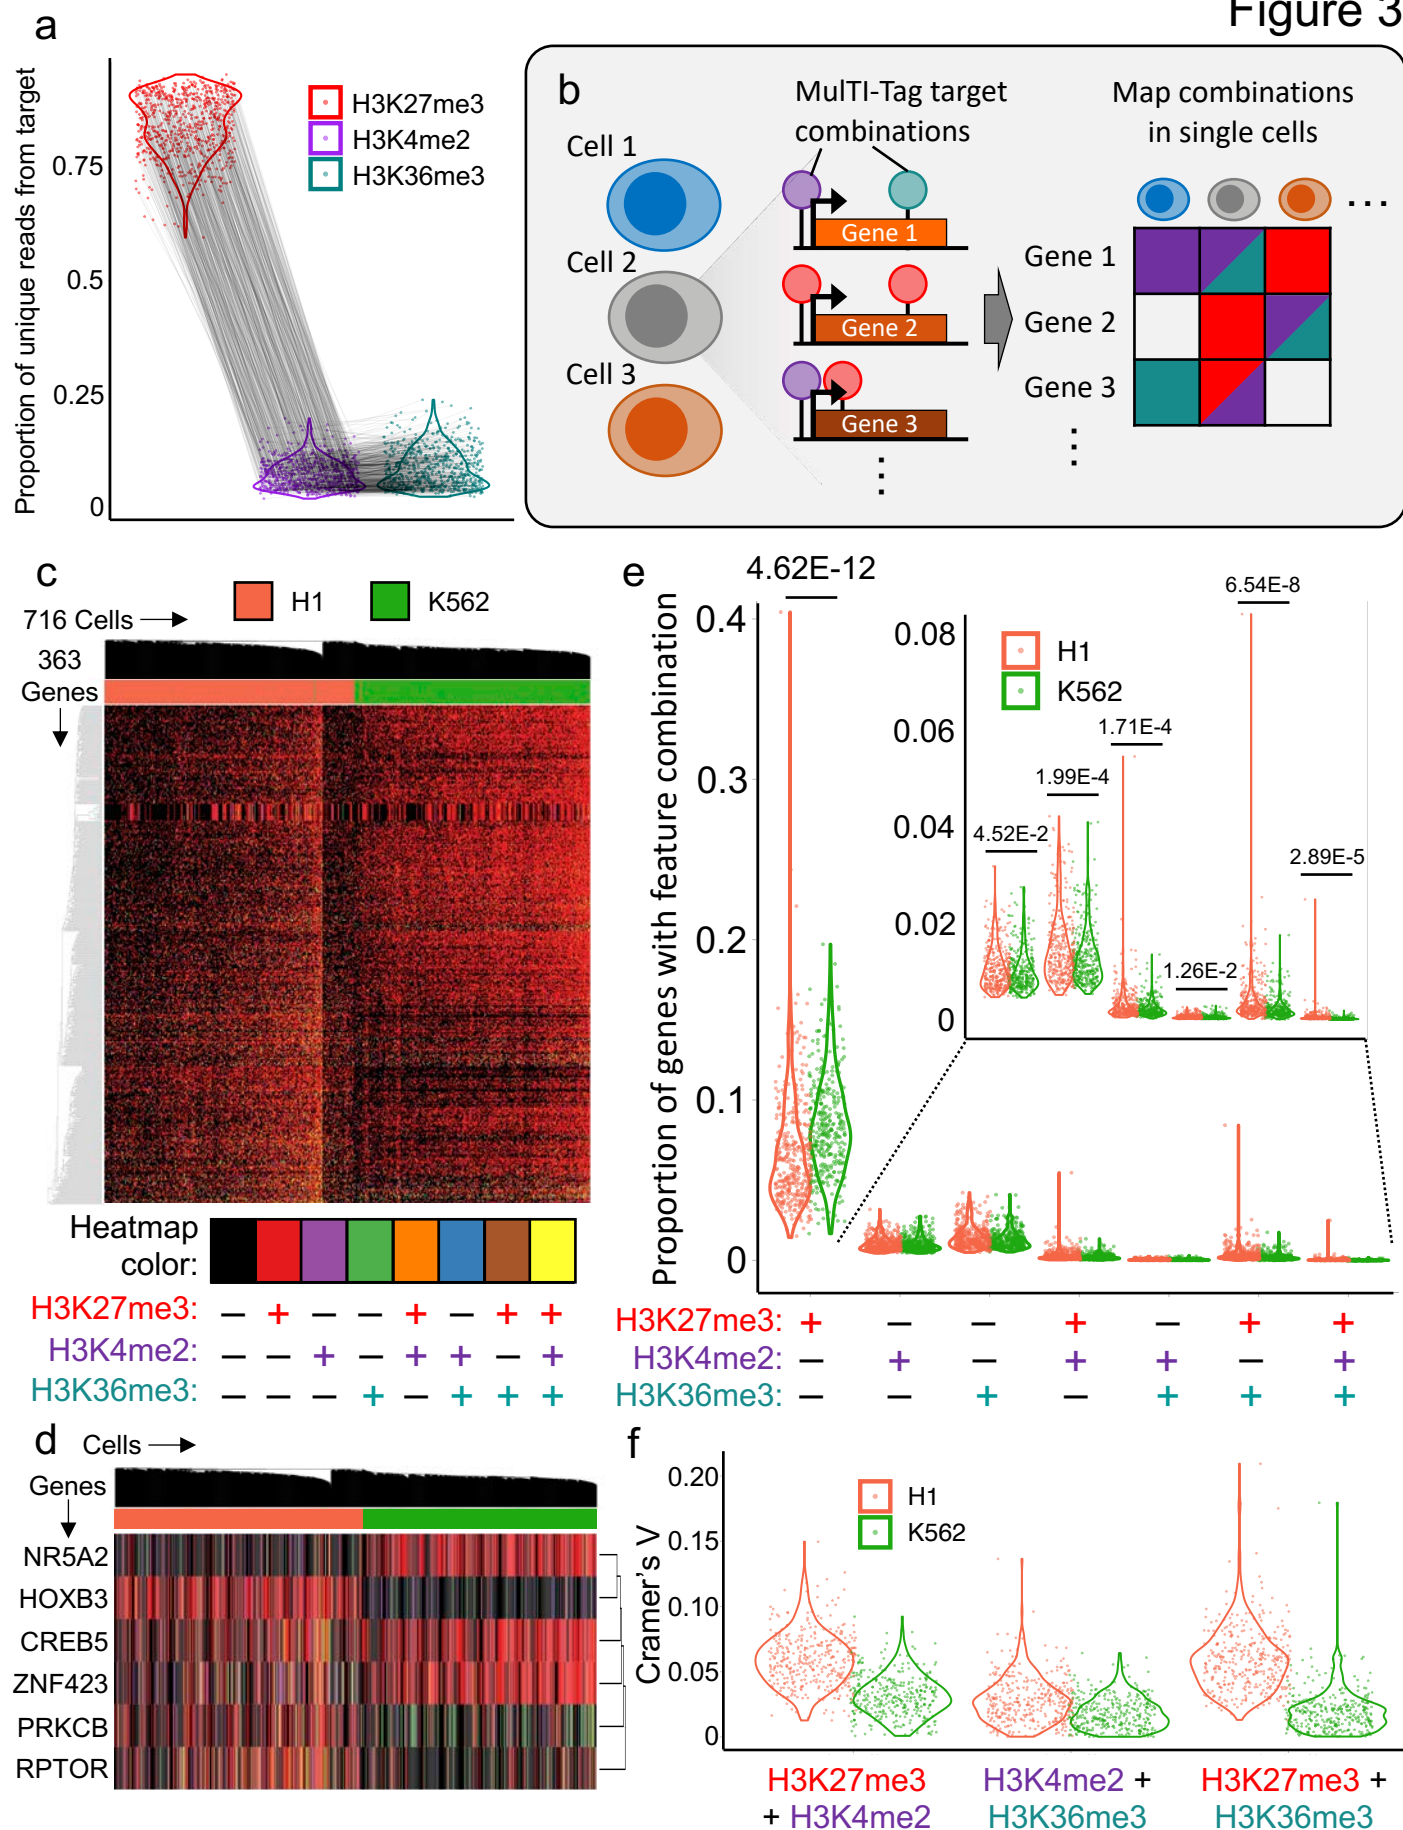 Figure 3
a
Proportion of unique reads from target
0.75
0.5
0.25
0
H3K27me3
H3K4me2
H3K36me3
b
MulTI-Tag target
combinations
Map combinations
in single cells
Cell 1
Cell 2
Cell 3
Gene 1
Gene 2
Gene 3
...
Gene 1
Gene 2
Gene 3
...
...
c
H1
K562
716 Cells
363
Genes
Heatmap
color:
H3K27me3: – + – – + – + +
H3K4me2: – – + – + + – +
H3K36me3: – – – + – + + +
d
Cells
Genes
NR5A2
HOXB3
CREB5
ZNF423
PRKCB
RPTOR
e
Proportion of genes with feature combination
4.62E-12
0.4
0.3
0.2
0.1
0
H1
K562
0.08
0.06
0.04
0.02
0
4.52E-2
1.99E-4
1.71E-4
1.26E-2
6.54E-8
2.89E-5
H3K27me3: + – – + – + +
H3K4me2: – + – + + – +
H3K36me3: – – + – + + +
f
Cramer's V
0.20
0.15
0.10
0.05
0
H1
K562
H3K27me3
+ H3K4me2
H3K4me2 +
H3K36me3
H3K27me3 +
H3K36me3